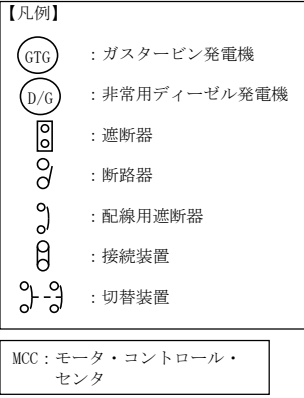 【凡例】
GTG :ガスタービン発電機
D/G :非常用ディーゼル発電機
:遮断器
:断路器
:配線用遮断器
:接続装置
:切替装置
MCC:モータ・コントロール・
センタ